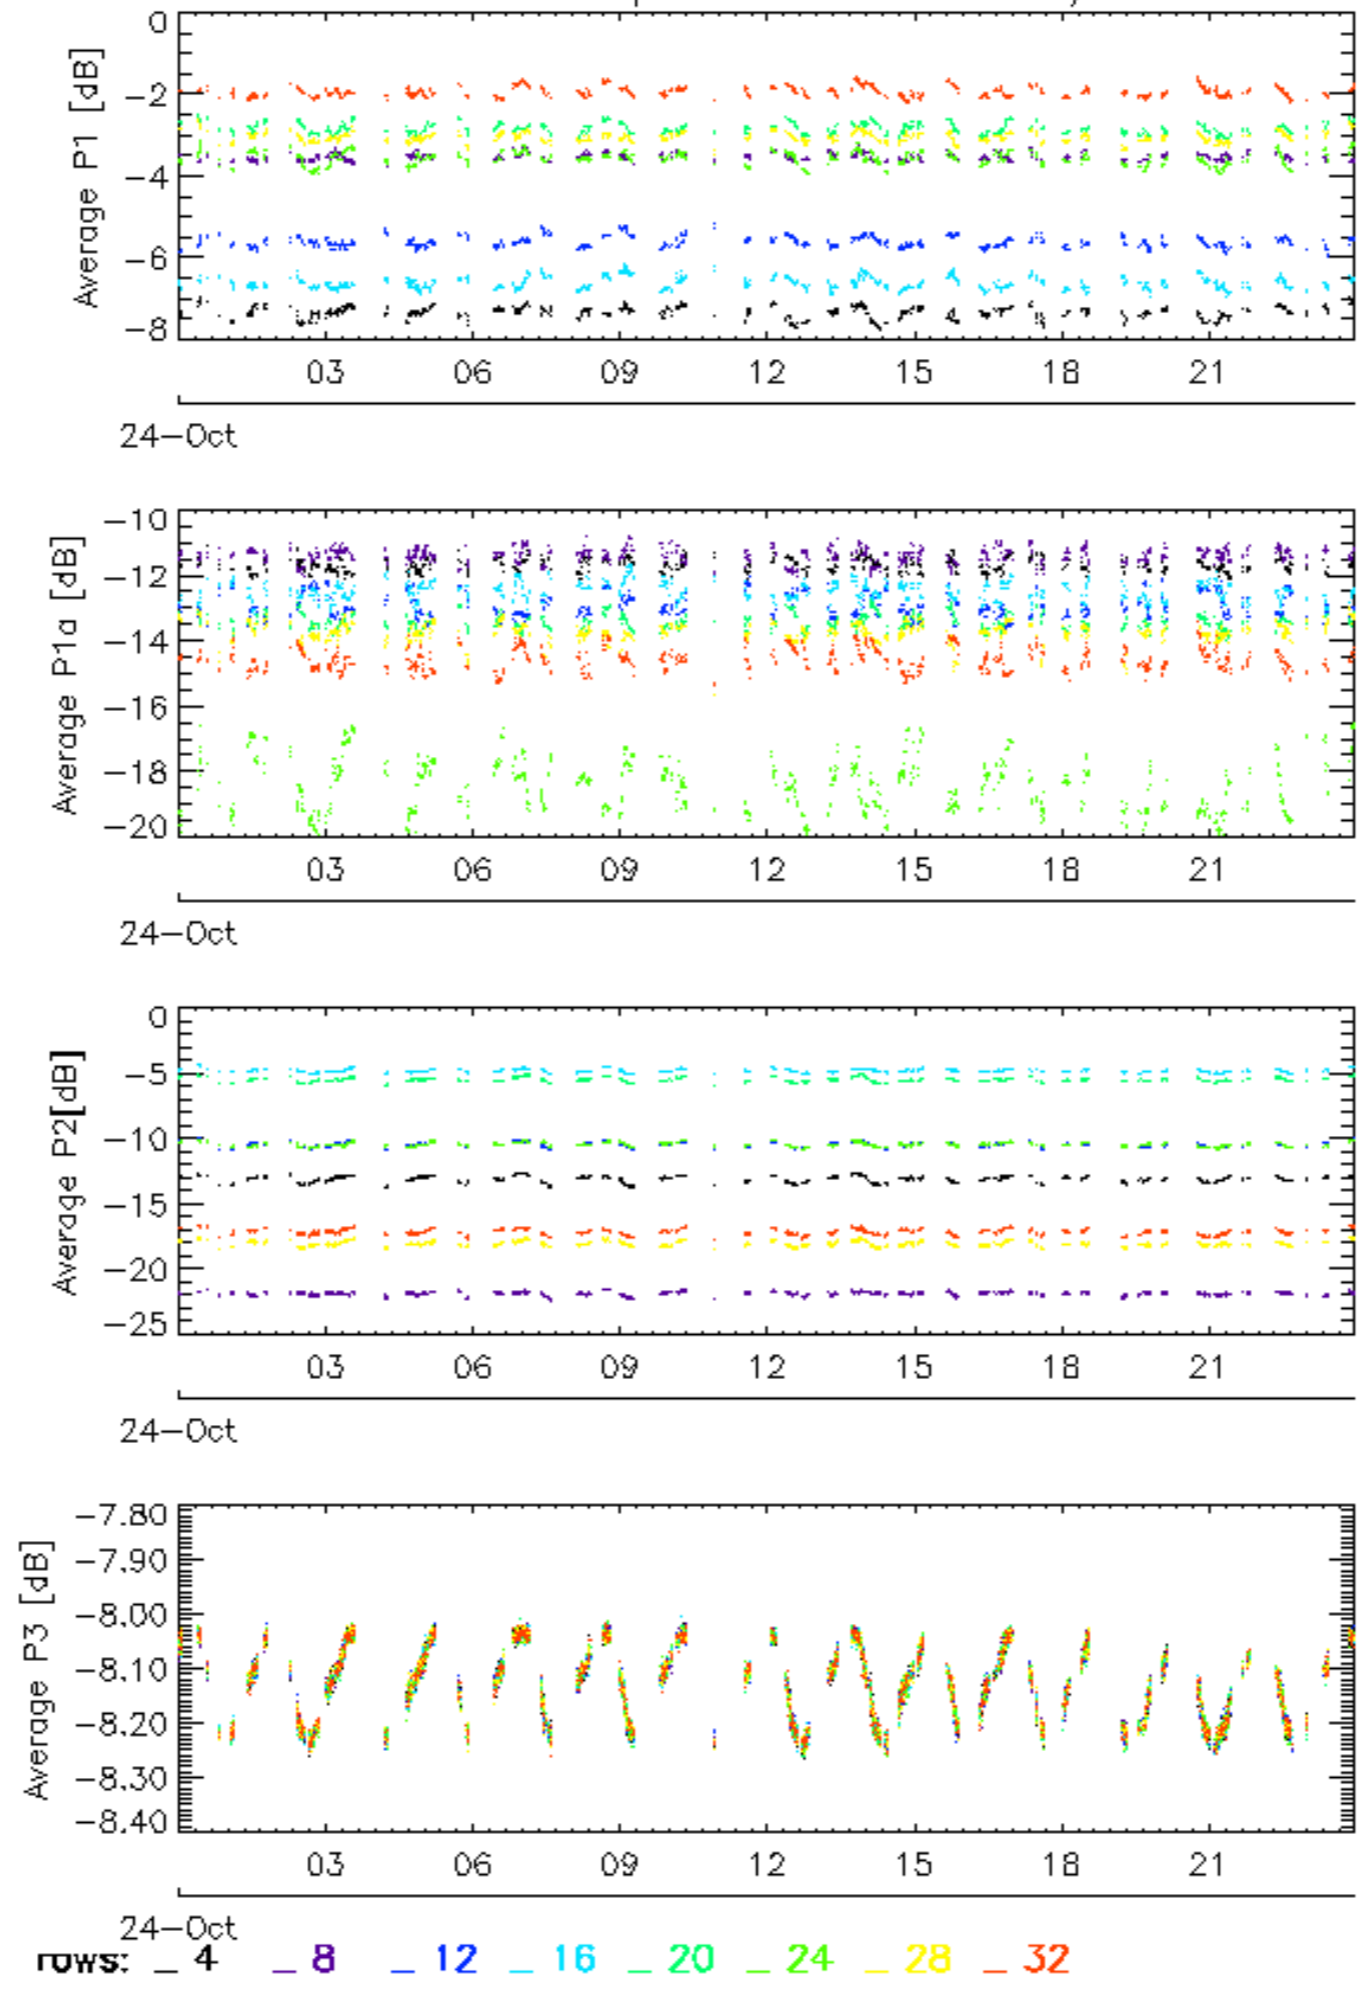 Average P1 [dB]
0
−2
−4
−6
−8
03 06 09 12 15 18 21
24−Oct
Average P1a [dB]
−10
−12
−14
−16
−18
−20
03 06 09 12 15 18 21
24−Oct
Average P2[dB]
0
−5
−10
−15
−20
−25
03 06 09 12 15 18 21
24−Oct
Average P3 [dB]
−7.80
−7.90
−8.00
−8.10
−8.20
−8.30
−8.40
03 06 09 12 15 18 21
24−Oct
rows: _ 4 _ 8 _ 12 _ 16 _ 20 _ 24 _ 28 _ 32